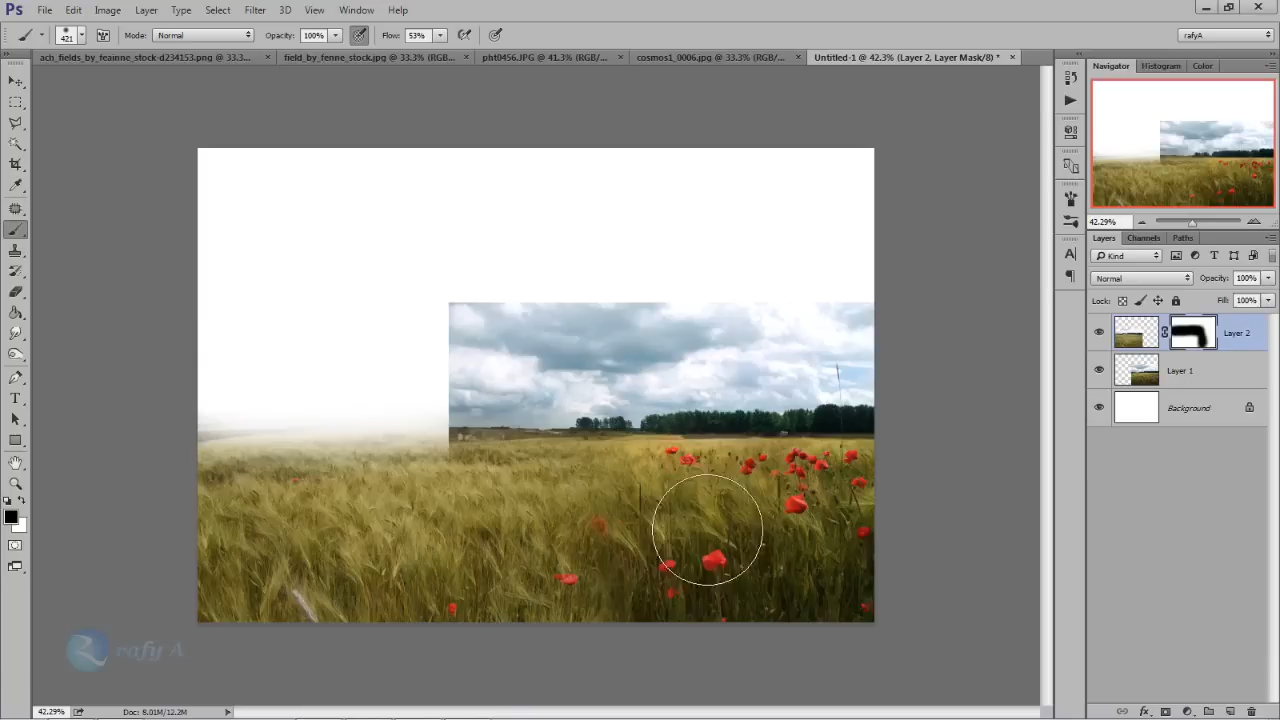 Ps File Edit Image Layer Type Select Filter 3D View Window Help
421 Mode: Normal Opacity: 100% Flow: 53% rafyA
acb_fields_by_teainne_stock-d234153.png @ 33.3... × field_by_fenne_stock.jpg @ 33.3% (RGB... × pht0456.JPG @ 41.3% (RGB/... × cosmos1_0006.jpg @ 33.3% (RGB/... × Untitled-1 @ 42.3% (Layer 2, Layer Mask/8) * ×
Navigator Histogram Color
42.29%
Layers Channels Paths
Kind
Normal Opacity: 100%
Lock: Fill: 100%
Layer 2
Layer 1
Background
rafy A
42.29% Doc: 8.01M/12.2M